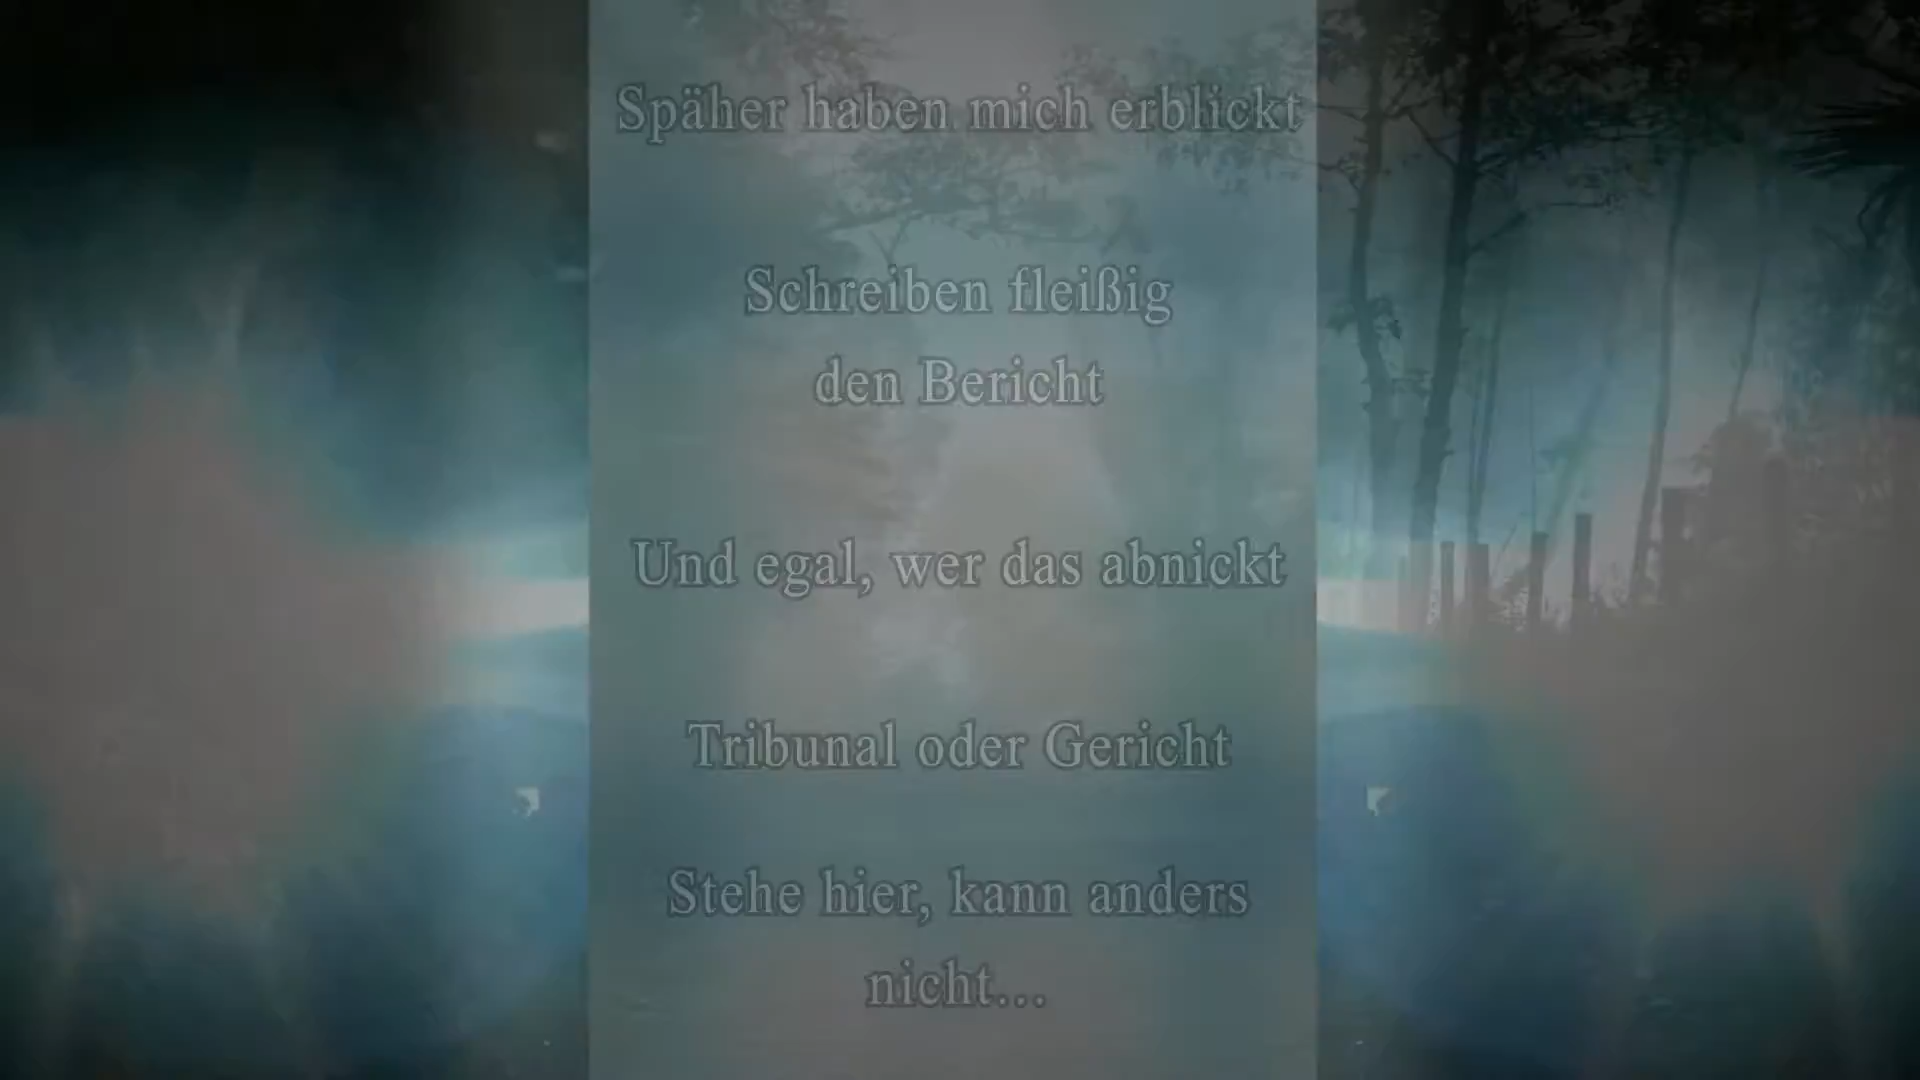 Späher haben mich erblickt
Schreiben fleißig
den Bericht
Und egal, wer das abnickt
Tribunal oder Gericht
Stehe hier, kann anders
nicht...